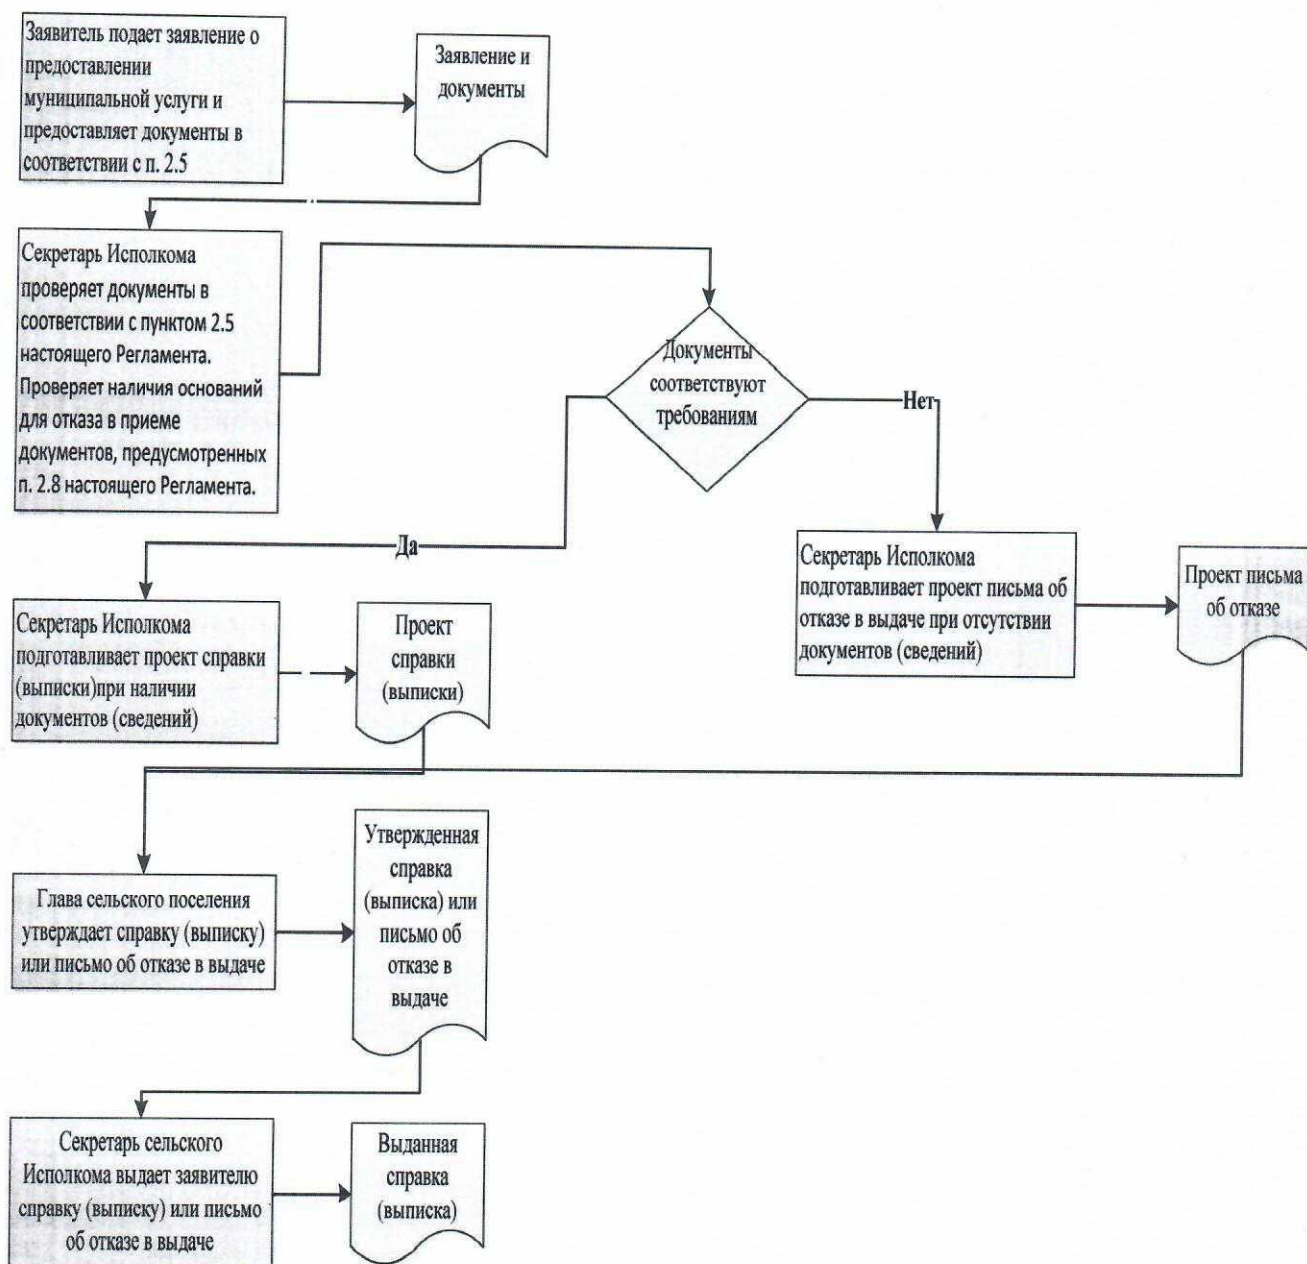 Заявитель подает заявление о
предоставлении
муниципальной услуги и
предоставляет документы в
соответствии с п. 2.5
Заявление и
документы
Секретарь Исполкома
проверяет документы в
соответствии с пунктом 2.5
настоящего Регламента.
Проверяет наличия оснований
для отказа в приеме
документов, предусмотренных
п. 2.8 настоящего Регламента.
Документы
соответствуют
требованиям
Нет
Да
Секретарь Исполкома
подготавливает проект письма об
отказе в выдаче при отсутствии
документов (сведений)
Проект письма
об отказе
Секретарь Исполкома
подготавливает проект справки
(выписки)при наличии
документов (сведений)
Проект
справки
(выписки)
Глава сельского поселения
утверждает справку (выписку)
или письмо об отказе в выдаче
Утвержденная
справка
(выписка) или
письмо об
отказе в
выдаче
Секретарь сельского
Исполкома выдает заявителю
справку (выписку) или письмо
об отказе в выдаче
Выданная
справка
(выписка)